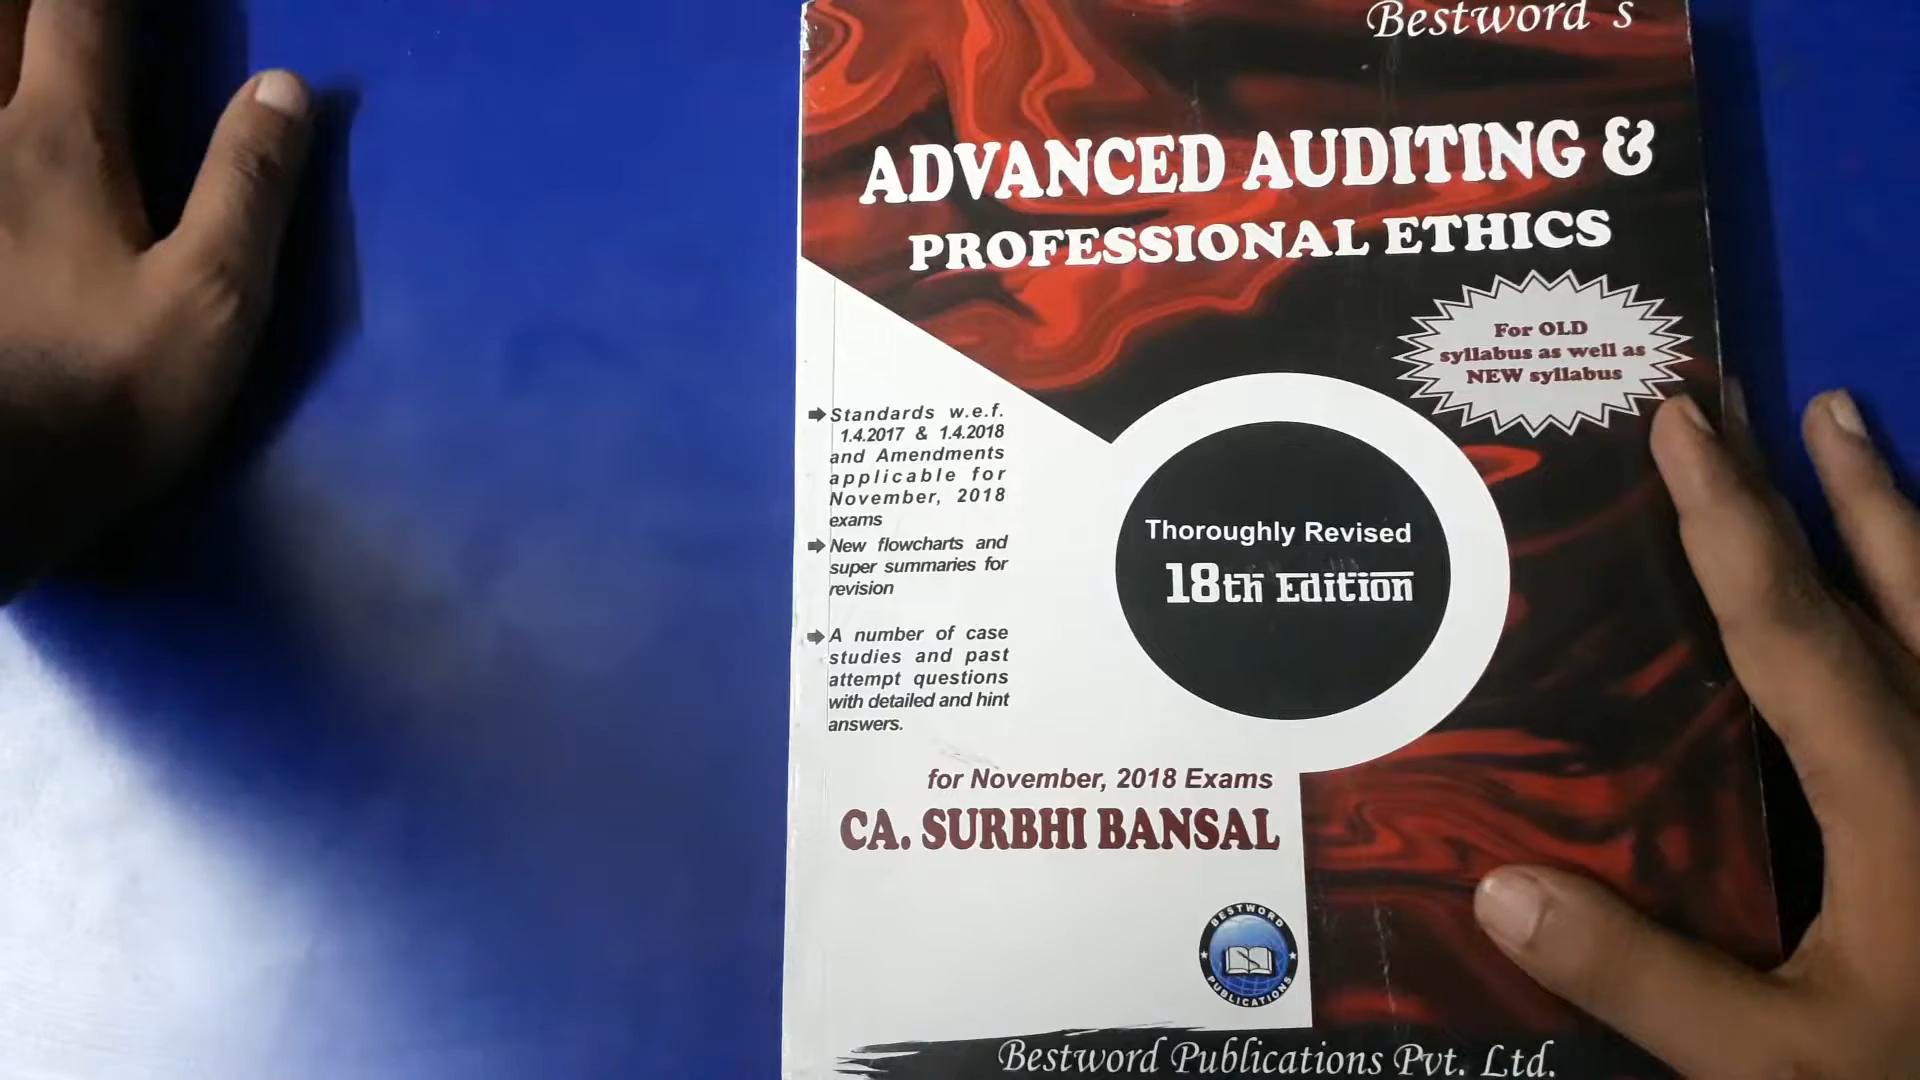 Bestword s
ADVANCED AUDITING &
PROFESSIONAL ETHICS
For OLD
syllabus as well as
NEW syllabus
Standards w.e.f.
1.4.2017 & 1.4.2018
and Amendments
applicable for
November, 2018
exams
New flowcharts and
super summaries for
revision
A number of case
studies and past
attempt questions
with detailed and hint
answers.
Thoroughly Revised
18th Edition
for November, 2018 Exams
CA. SURBHI BANSAL
BESTWORD
PUBLICATIONS
Bestword Publications Pvt. Ltd.